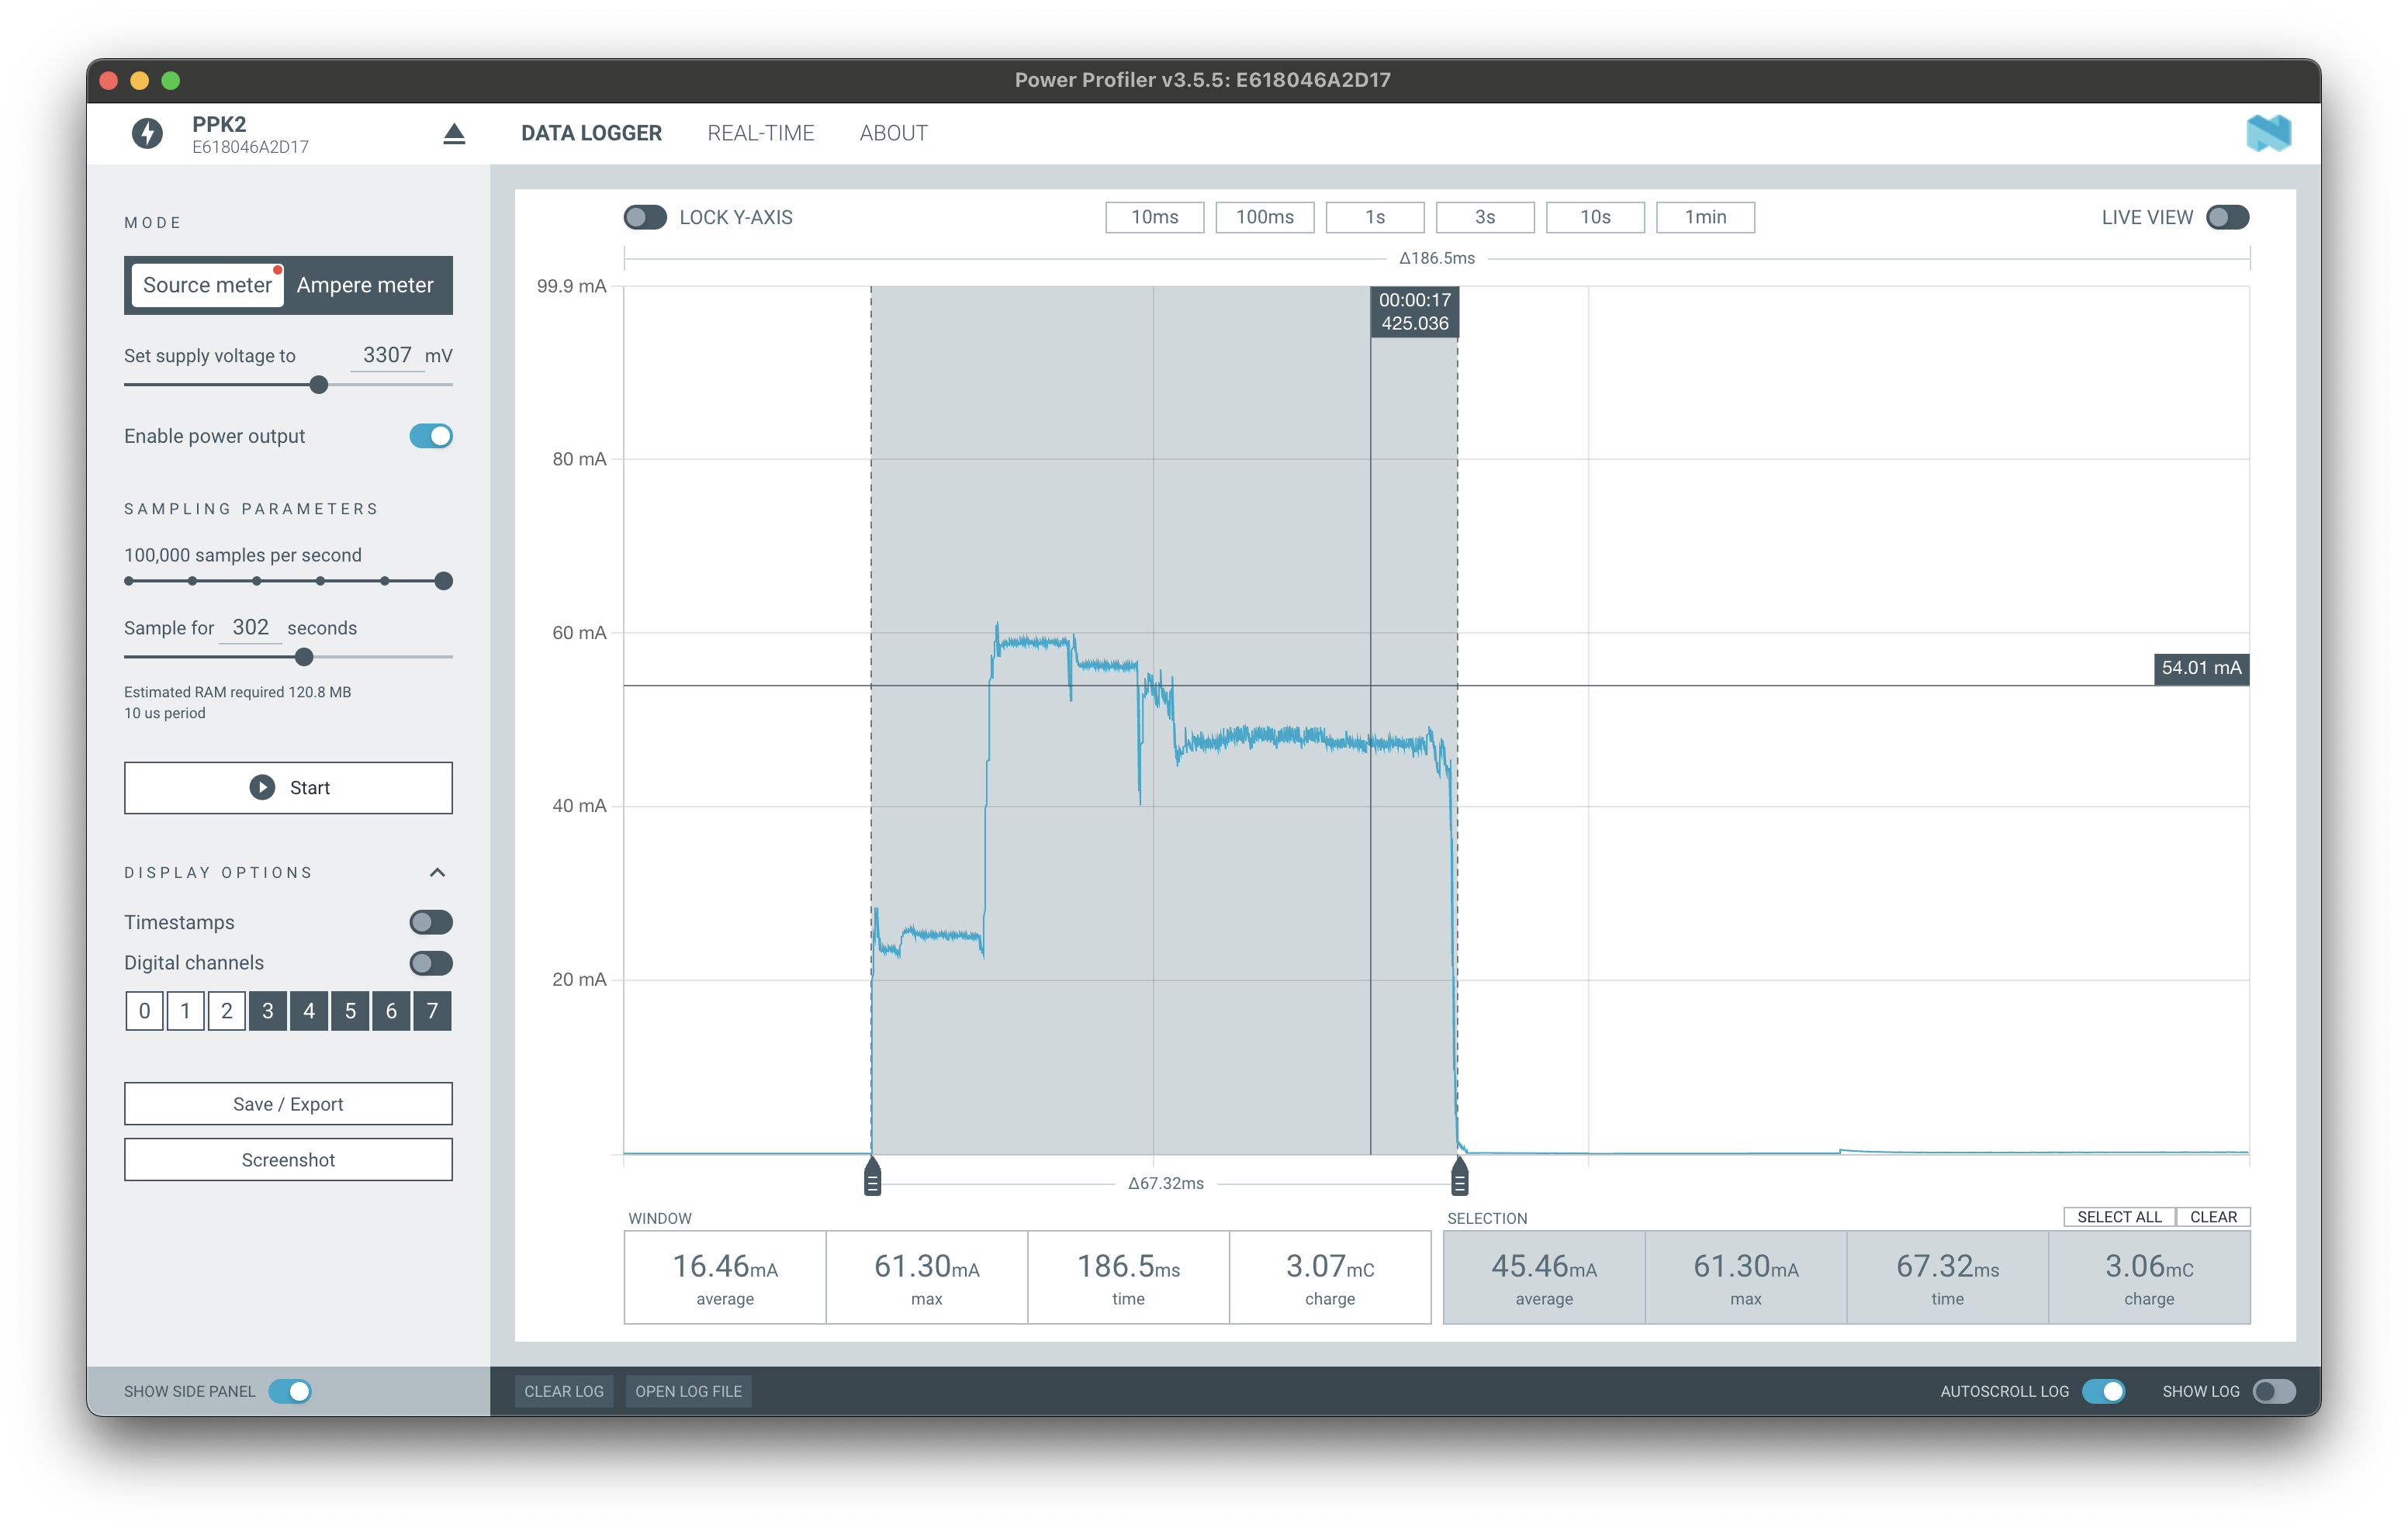 Power Profiler v3.5.5: E618046A2D17
PPK2
E618046A2D17
DATA LOGGER
REAL-TIME
ABOUT
MODE
Source meter
Ampere meter
Set supply voltage to 3307 mV
Enable power output
SAMPLING PARAMETERS
100,000 samples per second
Sample for 302 seconds
Estimated RAM required 120.8 MB
10 us period
Start
DISPLAY OPTIONS
Timestamps
Digital channels
0 1 2 3 4 5 6 7
Save / Export
Screenshot
SHOW SIDE PANEL
LOCK Y-AXIS
10ms
100ms
1s
3s
10s
1min
LIVE VIEW
Δ186.5ms
99.9 mA
80 mA
60 mA
40 mA
20 mA
00:00:17
425.036
54.01 mA
Δ67.32ms
WINDOW
16.46mA
average
61.30mA
max
186.5ms
time
3.07mC
charge
SELECTION
SELECT ALL
CLEAR
45.46mA
average
61.30mA
max
67.32ms
time
3.06mC
charge
CLEAR LOG
OPEN LOG FILE
AUTOSCROLL LOG
SHOW LOG